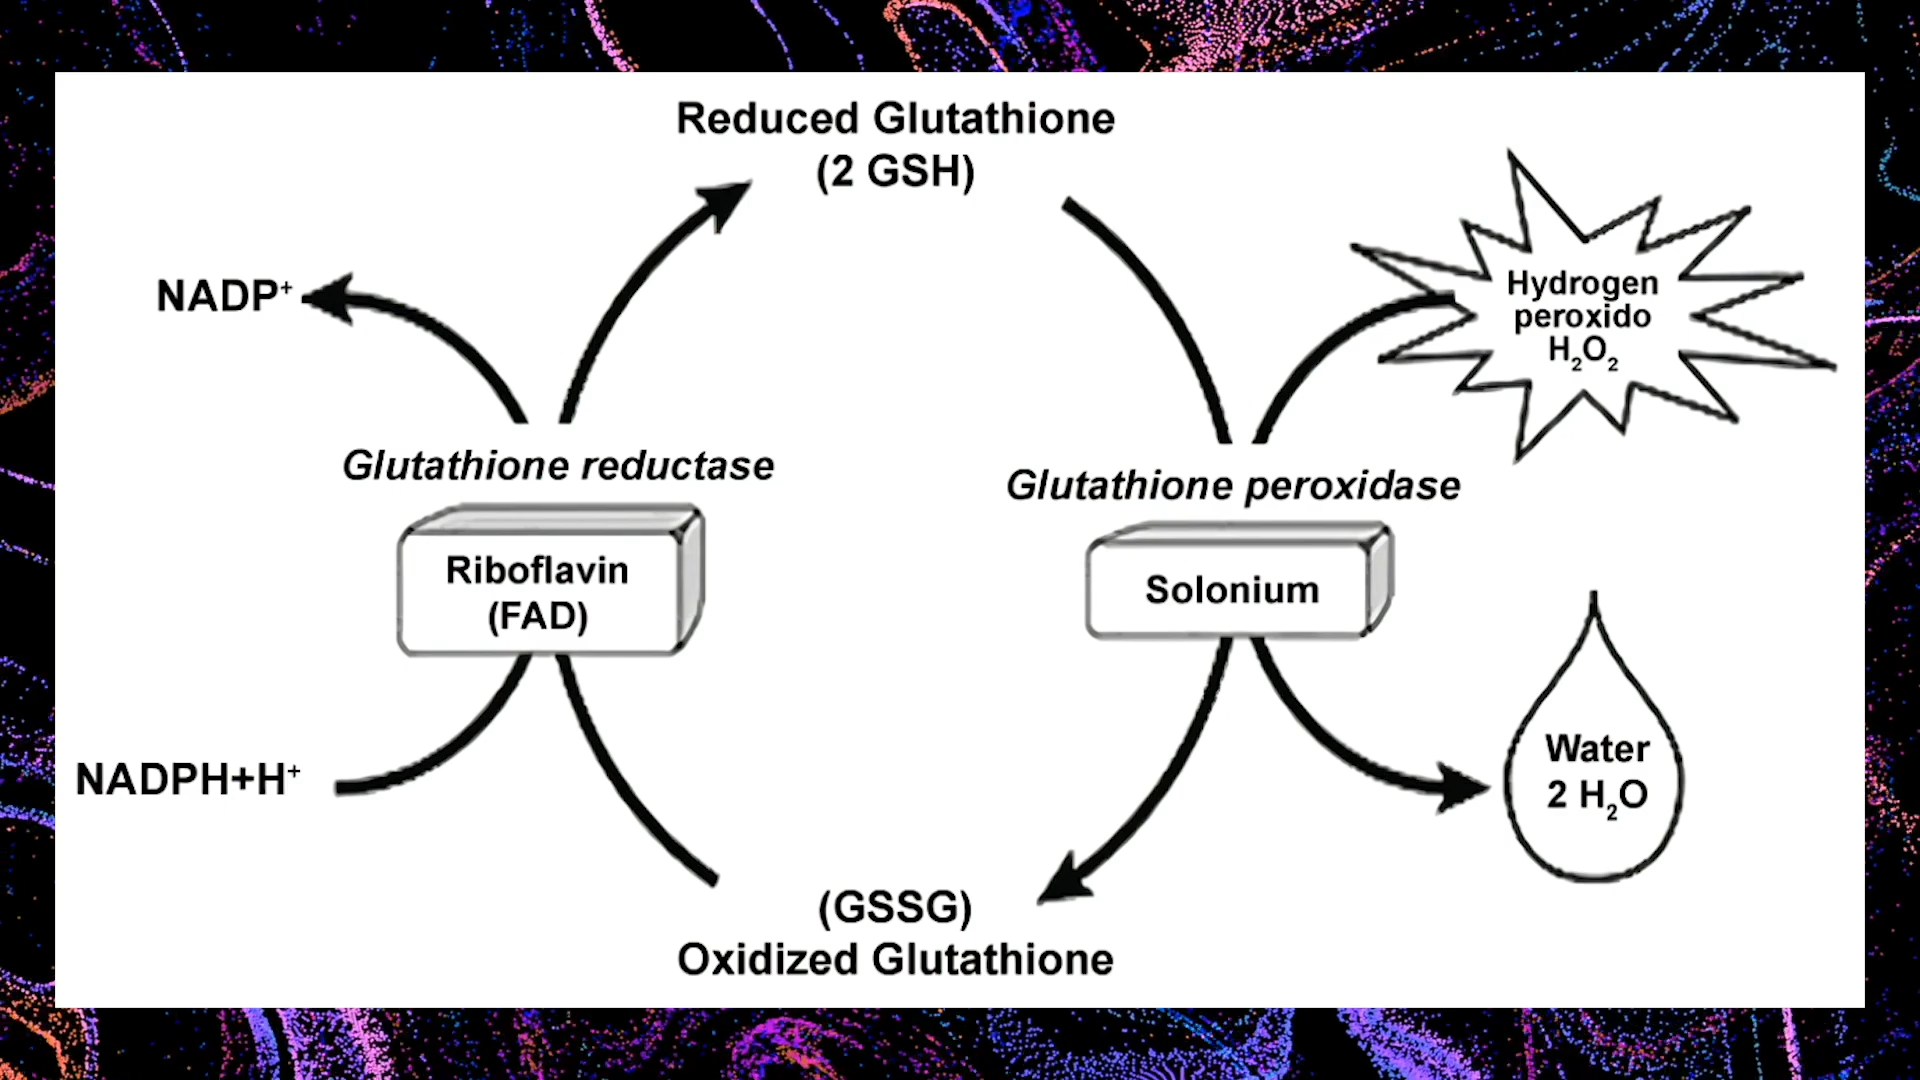 Reduced Glutathione
(2 GSH)
NADP⁺
Hydrogen
peroxido
H₂O₂
Glutathione reductase
Glutathione peroxidase
Riboflavin
(FAD)
Solonium
NADPH+H⁺
Water
2 H₂O
(GSSG)
Oxidized Glutathione